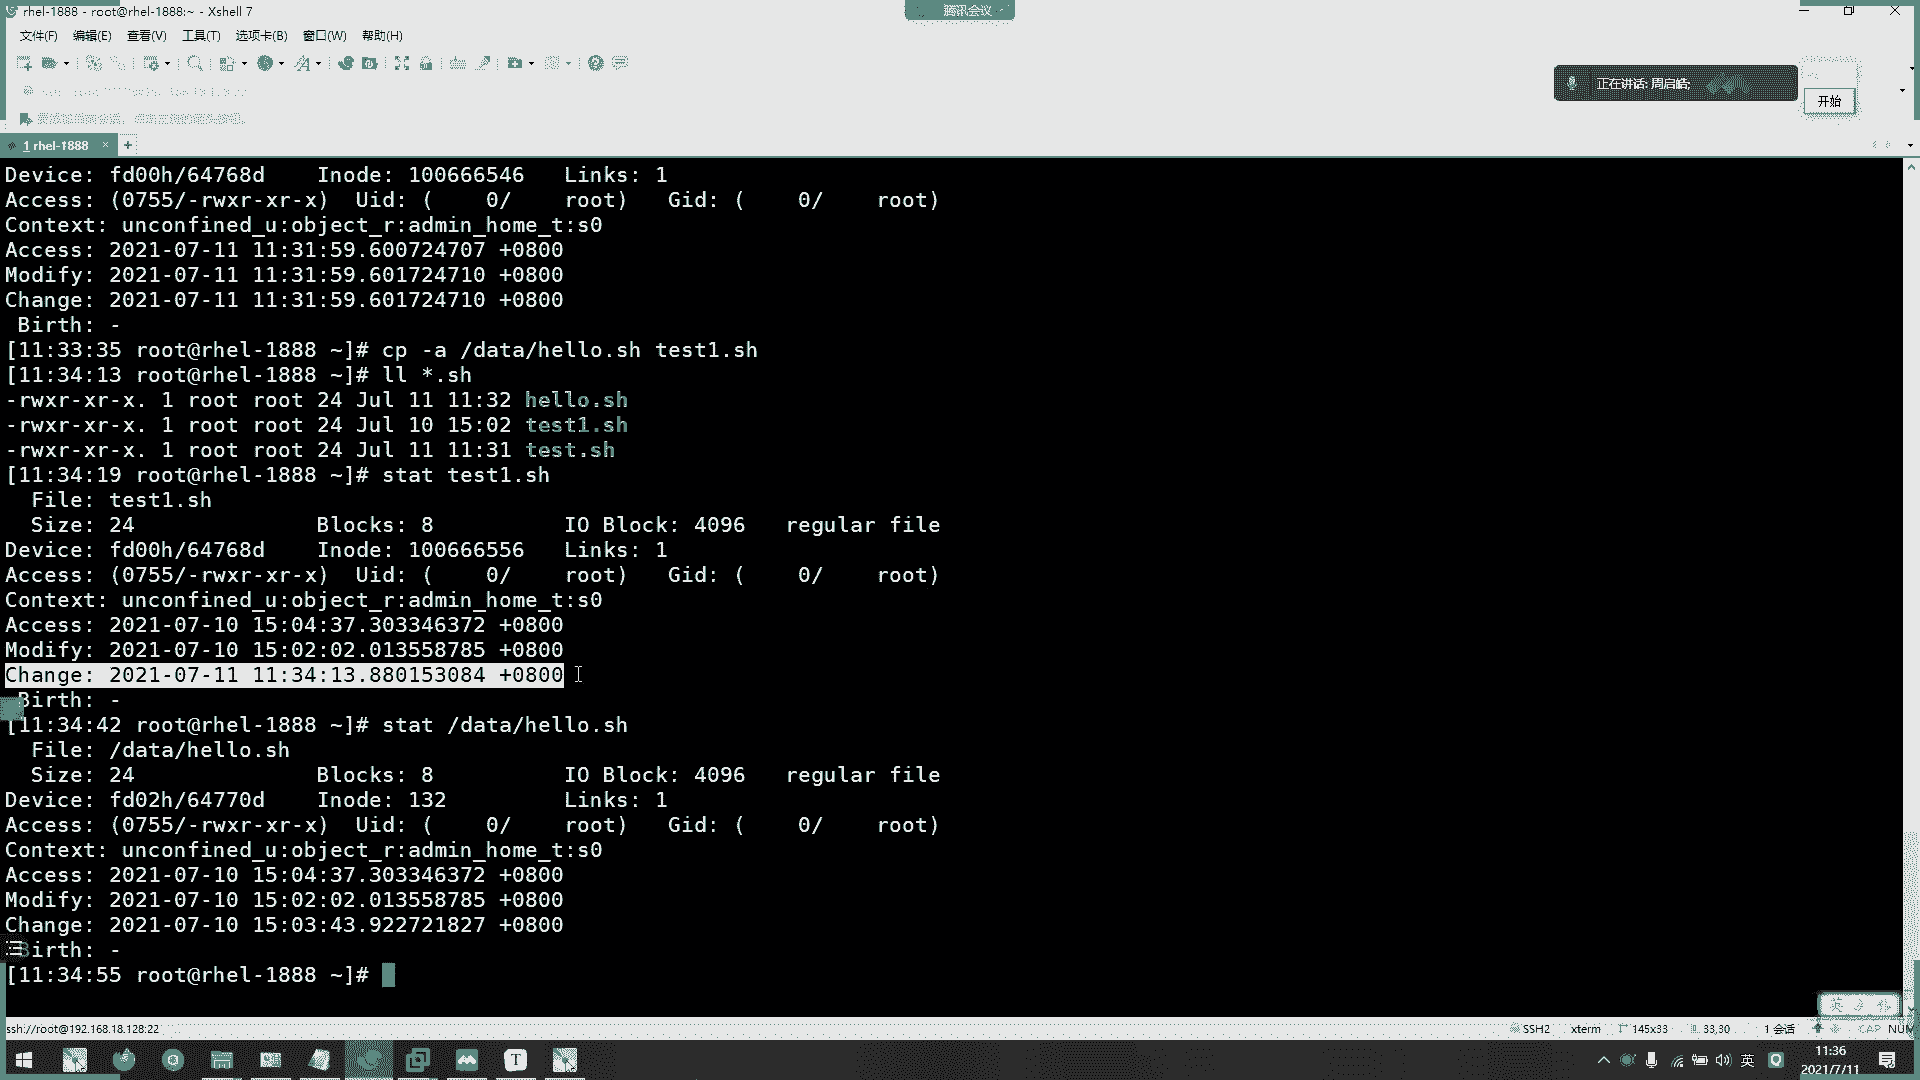 rhel-1888 - root@rhel-1888:~ - Xshell 7
腾讯会议
文件(F) 编辑(E) 查看(V) 工具(T) 选项卡(B) 窗口(W) 帮助(H)
正在讲话: 周启皓;
开始
1 rhel-1888 × +
Device: fd00h/64768d    Inode: 100666546   Links: 1
Access: (0755/-rwxr-xr-x)  Uid: (    0/    root)   Gid: (    0/    root)
Context: unconfined_u:object_r:admin_home_t:s0
Access: 2021-07-11 11:31:59.600724707 +0800
Modify: 2021-07-11 11:31:59.601724710 +0800
Change: 2021-07-11 11:31:59.601724710 +0800
 Birth: -
[11:33:35 root@rhel-1888 ~]# cp -a /data/hello.sh test1.sh
[11:34:13 root@rhel-1888 ~]# ll *.sh
-rwxr-xr-x. 1 root root 24 Jul 11 11:32 hello.sh
-rwxr-xr-x. 1 root root 24 Jul 10 15:02 test1.sh
-rwxr-xr-x. 1 root root 24 Jul 11 11:31 test.sh
[11:34:19 root@rhel-1888 ~]# stat test1.sh
  File: test1.sh
  Size: 24              Blocks: 8          IO Block: 4096   regular file
Device: fd00h/64768d    Inode: 100666556   Links: 1
Access: (0755/-rwxr-xr-x)  Uid: (    0/    root)   Gid: (    0/    root)
Context: unconfined_u:object_r:admin_home_t:s0
Access: 2021-07-10 15:04:37.303346372 +0800
Modify: 2021-07-10 15:02:02.013558785 +0800
Change: 2021-07-11 11:34:13.880153084 +0800
 Birth: -
[11:34:42 root@rhel-1888 ~]# stat /data/hello.sh
  File: /data/hello.sh
  Size: 24              Blocks: 8          IO Block: 4096   regular file
Device: fd02h/64770d    Inode: 132         Links: 1
Access: (0755/-rwxr-xr-x)  Uid: (    0/    root)   Gid: (    0/    root)
Context: unconfined_u:object_r:admin_home_t:s0
Access: 2021-07-10 15:04:37.303346372 +0800
Modify: 2021-07-10 15:02:02.013558785 +0800
Change: 2021-07-10 15:03:43.922721827 +0800
 Birth: -
[11:34:55 root@rhel-1888 ~]#
英
ssh://root@192.168.18.128:22 SSH2 xterm 145x33 33,30 1 会话 CAP NUM
T 英 11:36
2021/7/11